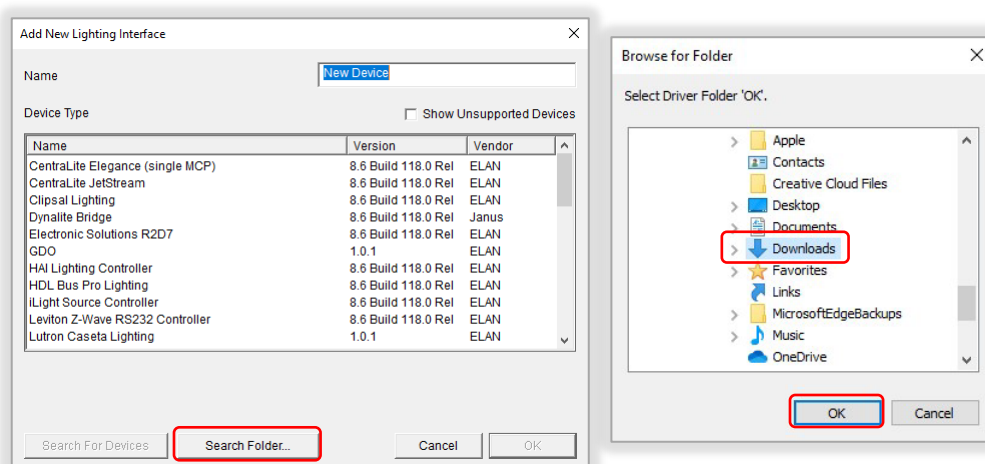 Add New Lighting Interface
Name
New Device
Device Type
Show Unsupported Devices
Name Version Vendor
CentraLite Elegance (single MCP) 8.6 Build 118.0 Rel ELAN
CentraLite JetStream 8.6 Build 118.0 Rel ELAN
Clipsal Lighting 8.6 Build 118.0 Rel ELAN
Dynalite Bridge 8.6 Build 118.0 Rel Janus
Electronic Solutions R2D7 8.6 Build 118.0 Rel ELAN
GDO 1.0.1 ELAN
HAI Lighting Controller 8.6 Build 118.0 Rel ELAN
HDL Bus Pro Lighting 8.6 Build 118.0 Rel ELAN
iLight Source Controller 8.6 Build 118.0 Rel ELAN
Leviton Z-Wave RS232 Controller 8.6 Build 118.0 Rel ELAN
Lutron Caseta Lighting 1.0.1 ELAN
Search For Devices Search Folder... Cancel OK
Browse for Folder
Select Driver Folder 'OK'.
Apple
Contacts
Creative Cloud Files
Desktop
Documents
Downloads
Favorites
Links
MicrosoftEdgeBackups
Music
OneDrive
OK Cancel